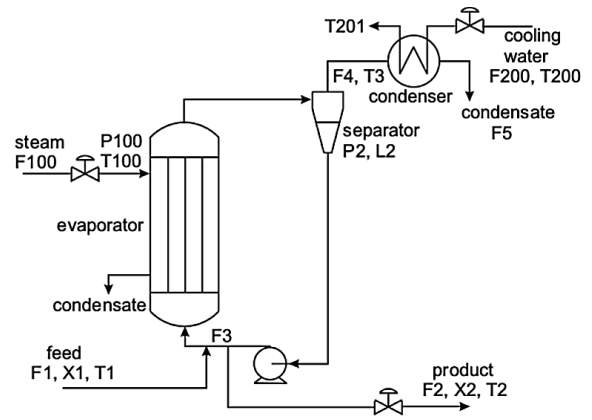 T201
cooling
water
F200, T200
F4, T3
condenser
condensate
F5
separator
P2, L2
steam
F100
P100
T100
evaporator
condensate
F3
feed
F1, X1, T1
product
F2, X2, T2